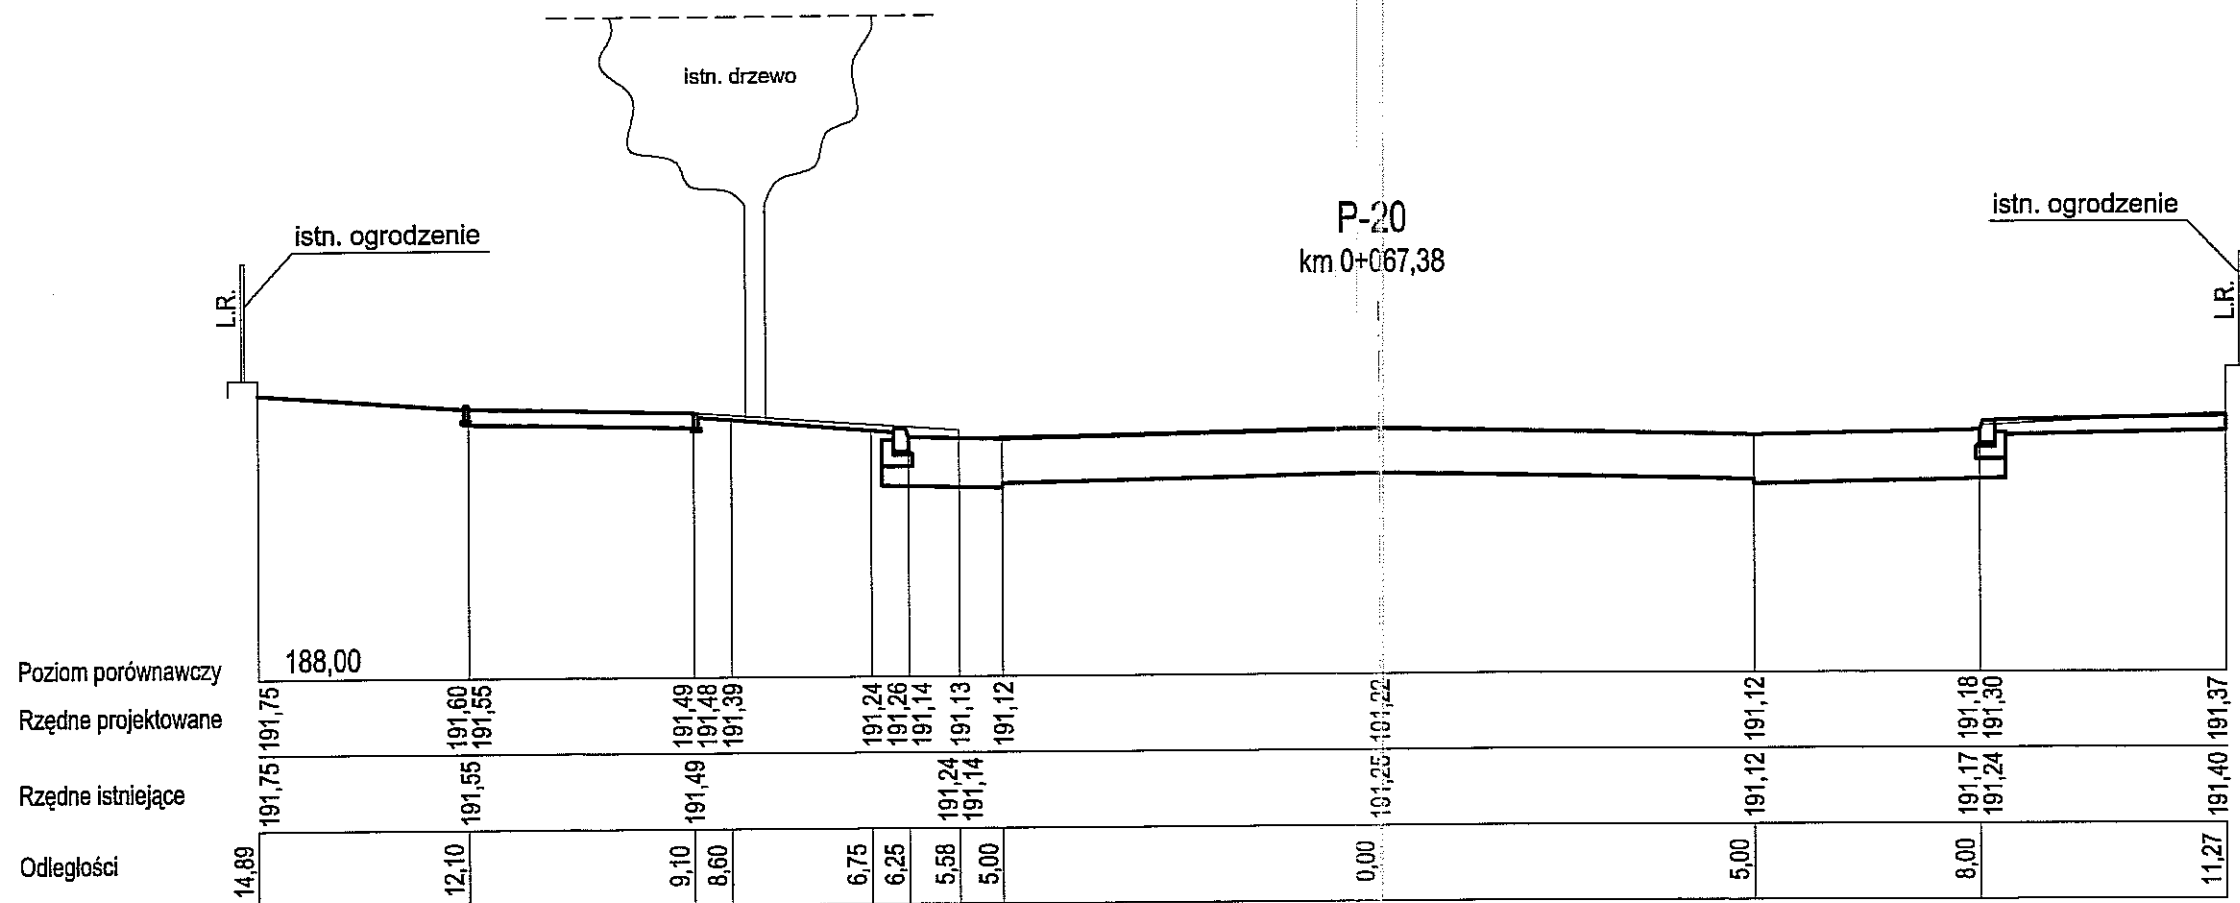 istn. drzewo
P-20
km 0+067,38
istn. ogrodzenie
istn. ogrodzenie
L.R.
L.R.
188,00
Poziom porównawczy
Rzędne projektowane
191,75 191,60 191,55 191,49 191,48 191,39 191,24 191,26 191,14 191,13 191,12 191,22 191,12 191,18 191,30 191,37
Rzędne istniejące
191,75 191,55 191,49 191,24 191,14 191,25 191,12 191,17 191,24 191,40
Odległości
14,89 12,10 9,10 8,60 6,75 6,25 5,58 5,00 0,00 5,00 8,00 11,27